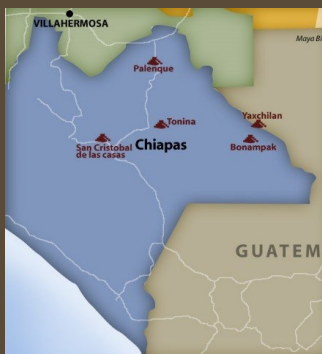 VILLAHERMOSA
Maya Bi
Palenque
Tonina
Yaxchilan
San Cristobal
de las casas
Chiapas
Bonampak
GUATEM